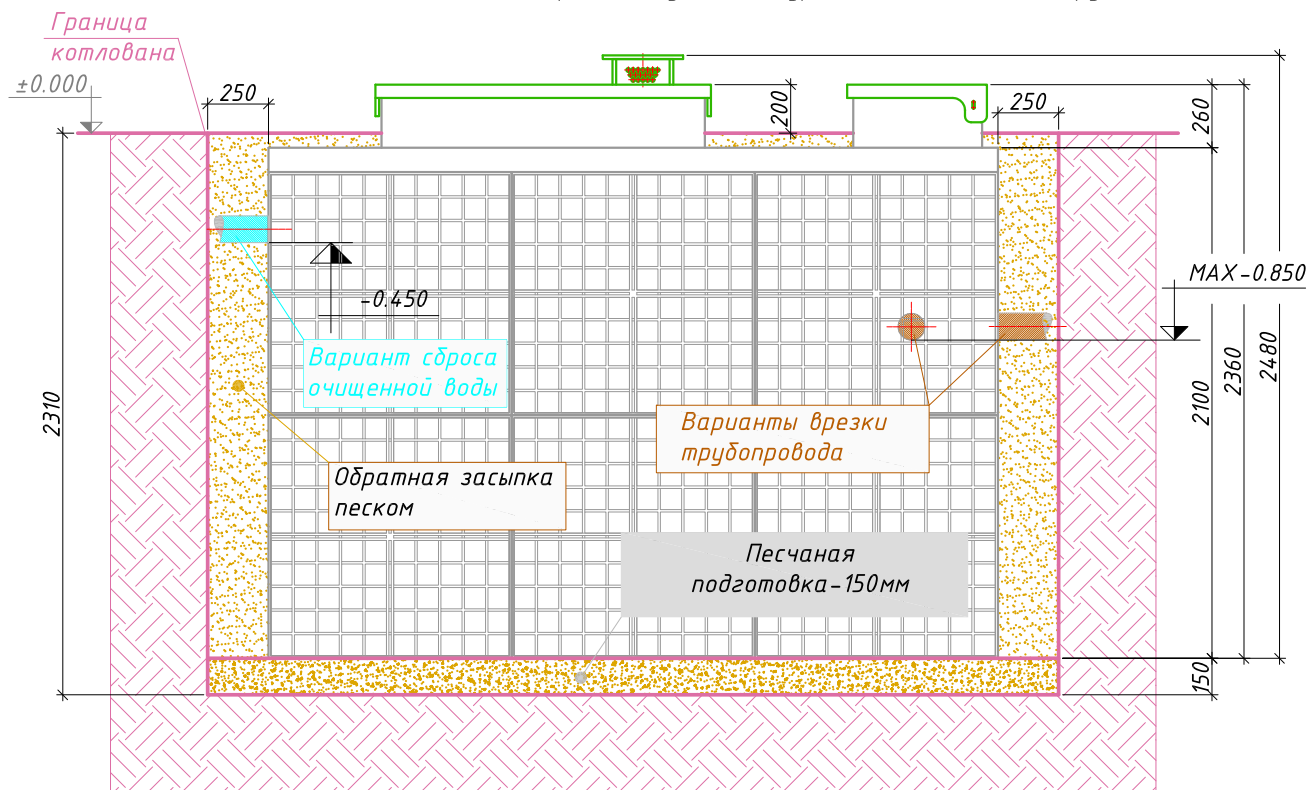 Граница
котлована
±0.000
250
200
250
260
MAX-0.850
-0.450
Вариант сброса
очищенной воды
2310
2100
2360
2480
Варианты врезки
трубопровода
Обратная засыпка
песком
Песчаная
подготовка-150мм
150